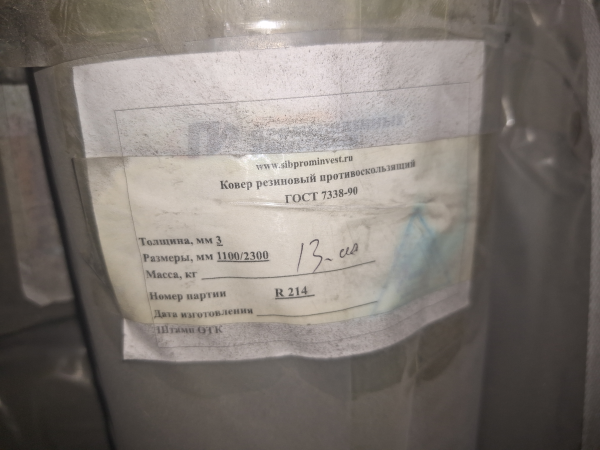 www.sibprominvest.ru
Ковер резиновый противоскользящий
ГОСТ 7338-90
Толщина, мм 3
Размеры, мм 1100/2300
Масса, кг
Номер партии R 214
Дата изготовления
Штамп ОТК